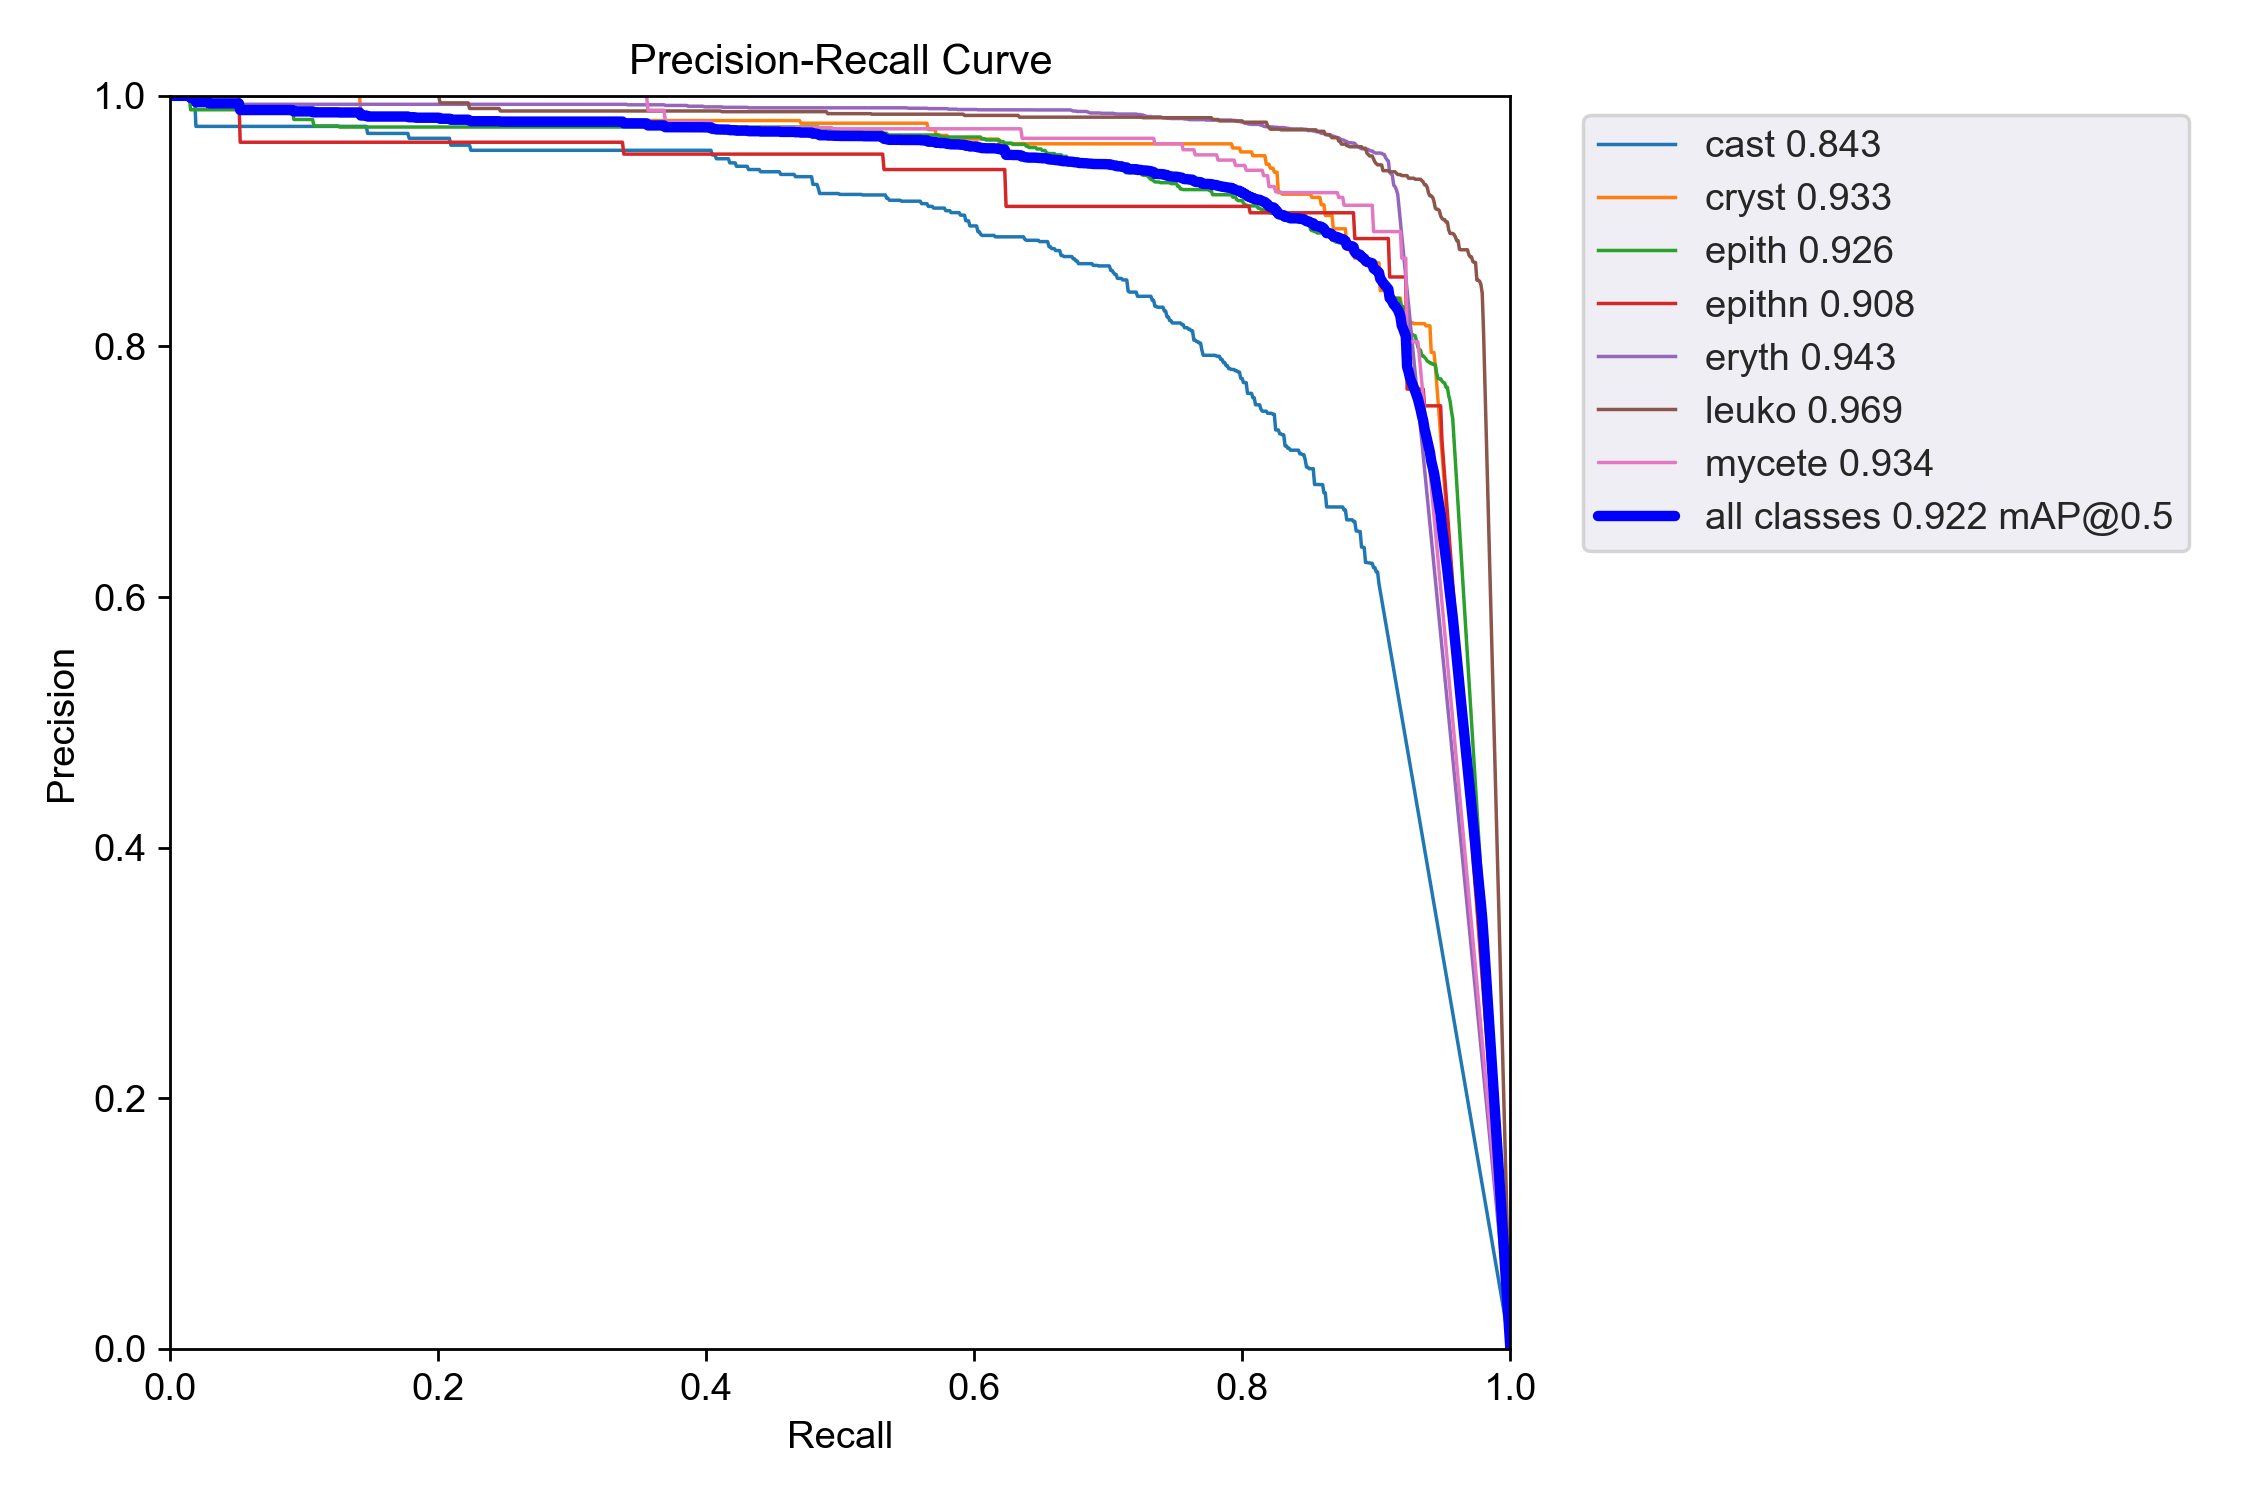 Precision-Recall Curve
1.0
0.8
0.6
0.4
0.2
0.0
Precision
0.0 0.2 0.4 0.6 0.8 1.0
Recall
cast 0.843
cryst 0.933
epith 0.926
epithn 0.908
eryth 0.943
leuko 0.969
mycete 0.934
all classes 0.922 mAP@0.5